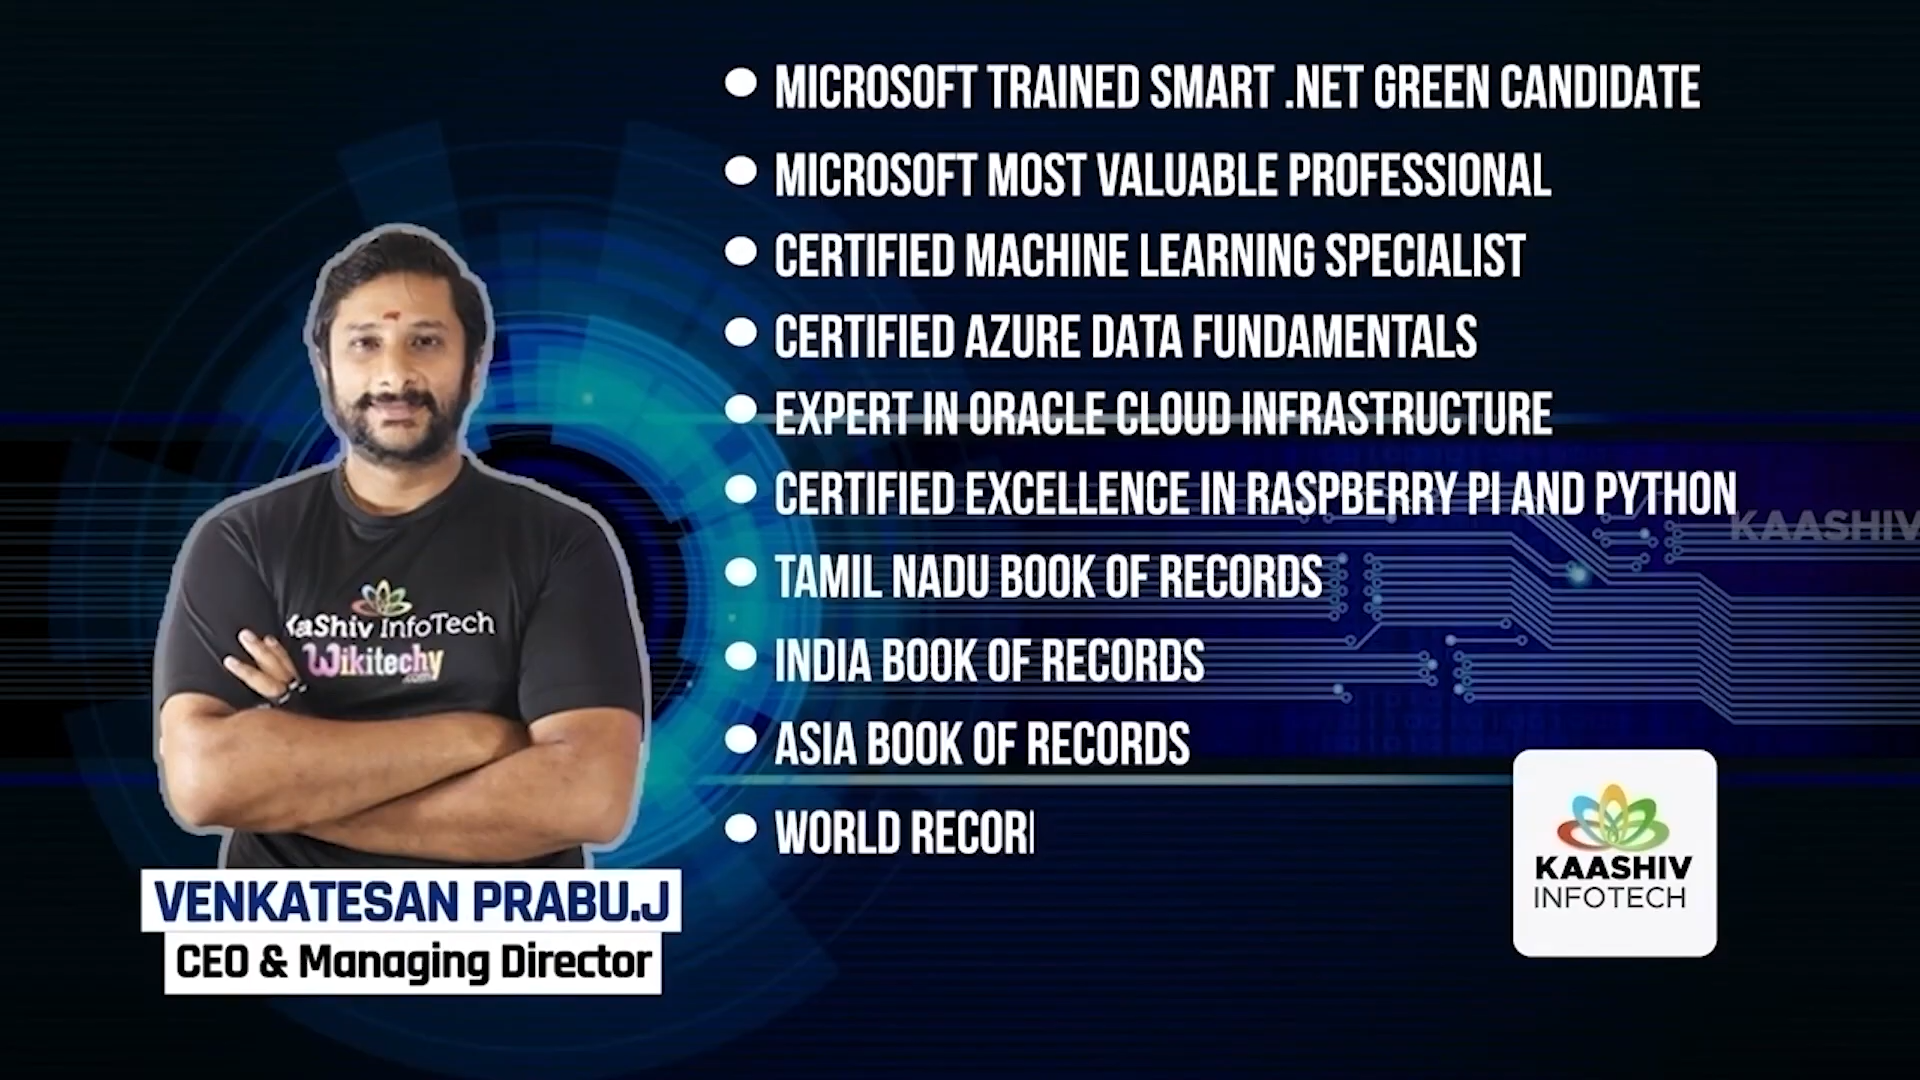 MICROSOFT TRAINED SMART .NET GREEN CANDIDATE
MICROSOFT MOST VALUABLE PROFESSIONAL
CERTIFIED MACHINE LEARNING SPECIALIST
CERTIFIED AZURE DATA FUNDAMENTALS
EXPERT IN ORACLE CLOUD INFRASTRUCTURE
CERTIFIED EXCELLENCE IN RASPBERRY PI AND PYTHON
KAASHIV
TAMIL NADU BOOK OF RECORDS
INDIA BOOK OF RECORDS
ASIA BOOK OF RECORDS
WORLD RECOR
KaShiv InfoTech
Wikitechy
.com
VENKATESAN PRABU.J
CEO & Managing Director
KAASHIV
INFOTECH